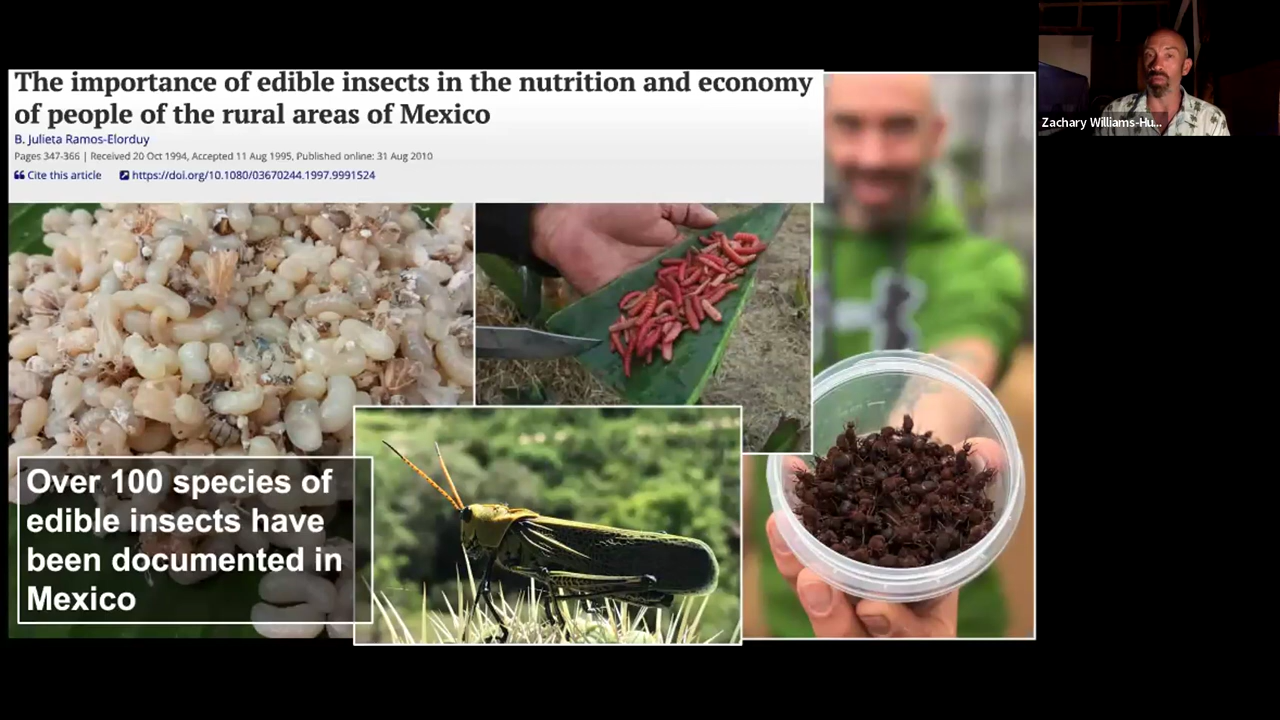 The importance of edible insects in the nutrition and economy
of people of the rural areas of Mexico
B. Julieta Ramos-Elorduy
Pages 347-366 | Received 20 Oct 1994, Accepted 11 Aug 1995, Published online: 31 Aug 2010
Cite this article https://doi.org/10.1080/03670244.1997.9991524
Zachary Williams-Hu...
Over 100 species of
edible insects have
been documented in
Mexico